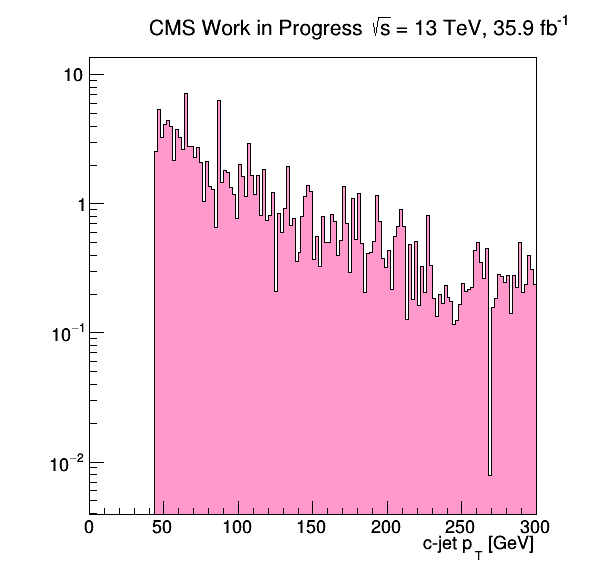 CMS Work in Progress √s = 13 TeV, 35.9 fb⁻¹
10
1
10⁻¹
10⁻²
0 50 100 150 200 250 300
c-jet p_T [GeV]